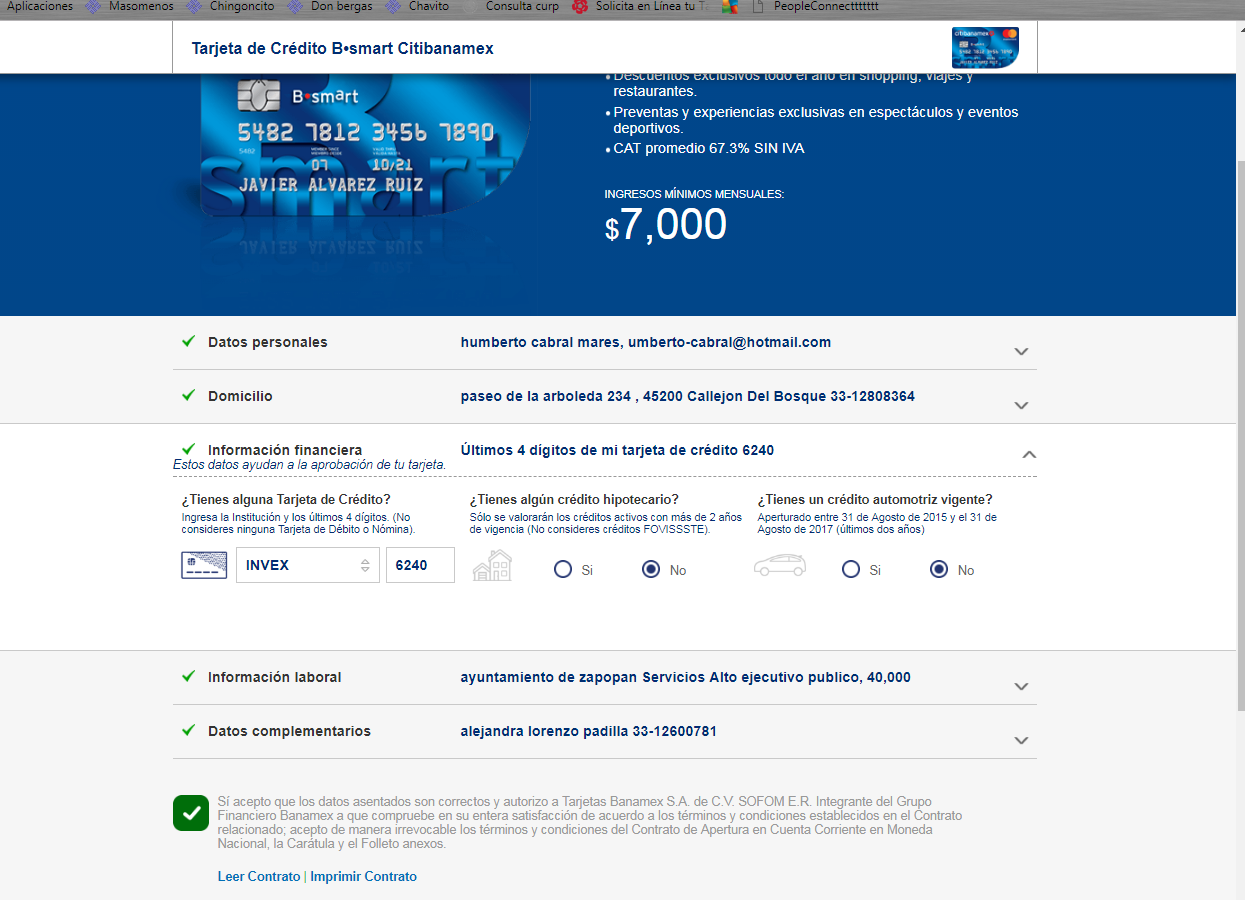 Aplicaciones Masomenos Chingoncito Don bergas Chavito Consulta curp Solicita en Línea tu T PeopleConnectttttt
Tarjeta de Crédito B•smart Citibanamex
citibanamex
Descuentos exclusivos todo el año en shopping, viajes y
restaurantes.
Preventas y experiencias exclusivas en espectáculos y eventos
deportivos.
CAT promedio 67.3% SIN IVA
INGRESOS MÍNIMOS MENSUALES:
$7,000
B•smart
5482 7812 3456 7890
5482
07 10/21
JAVIER ALVAREZ RUIZ
smart
Datos personales humberto cabral mares, umberto-cabral@hotmail.com
Domicilio paseo de la arboleda 234 , 45200 Callejon Del Bosque 33-12808364
Información financiera Últimos 4 dígitos de mi tarjeta de crédito 6240
Estos datos ayudan a la aprobación de tu tarjeta.
¿Tienes alguna Tarjeta de Crédito?
Ingresa la Institución y los últimos 4 dígitos. (No
consideres ninguna Tarjeta de Débito o Nómina).
INVEX 6240
¿Tienes algún crédito hipotecario?
Sólo se valorarán los créditos activos con más de 2 años
de vigencia (No consideres créditos FOVISSSTE).
Si No
¿Tienes un crédito automotriz vigente?
Aperturado entre 31 de Agosto de 2015 y el 31 de
Agosto de 2017 (últimos dos años)
Si No
Información laboral ayuntamiento de zapopan Servicios Alto ejecutivo publico, 40,000
Datos complementarios alejandra lorenzo padilla 33-12600781
Sí acepto que los datos asentados son correctos y autorizo a Tarjetas Banamex S.A. de C.V. SOFOM E.R. Integrante del Grupo
Financiero Banamex a que compruebe en su entera satisfacción de acuerdo a los términos y condiciones establecidos en el Contrato
relacionado; acepto de manera irrevocable los términos y condiciones del Contrato de Apertura en Cuenta Corriente en Moneda
Nacional, la Carátula y el Folleto anexos.
Leer Contrato | Imprimir Contrato